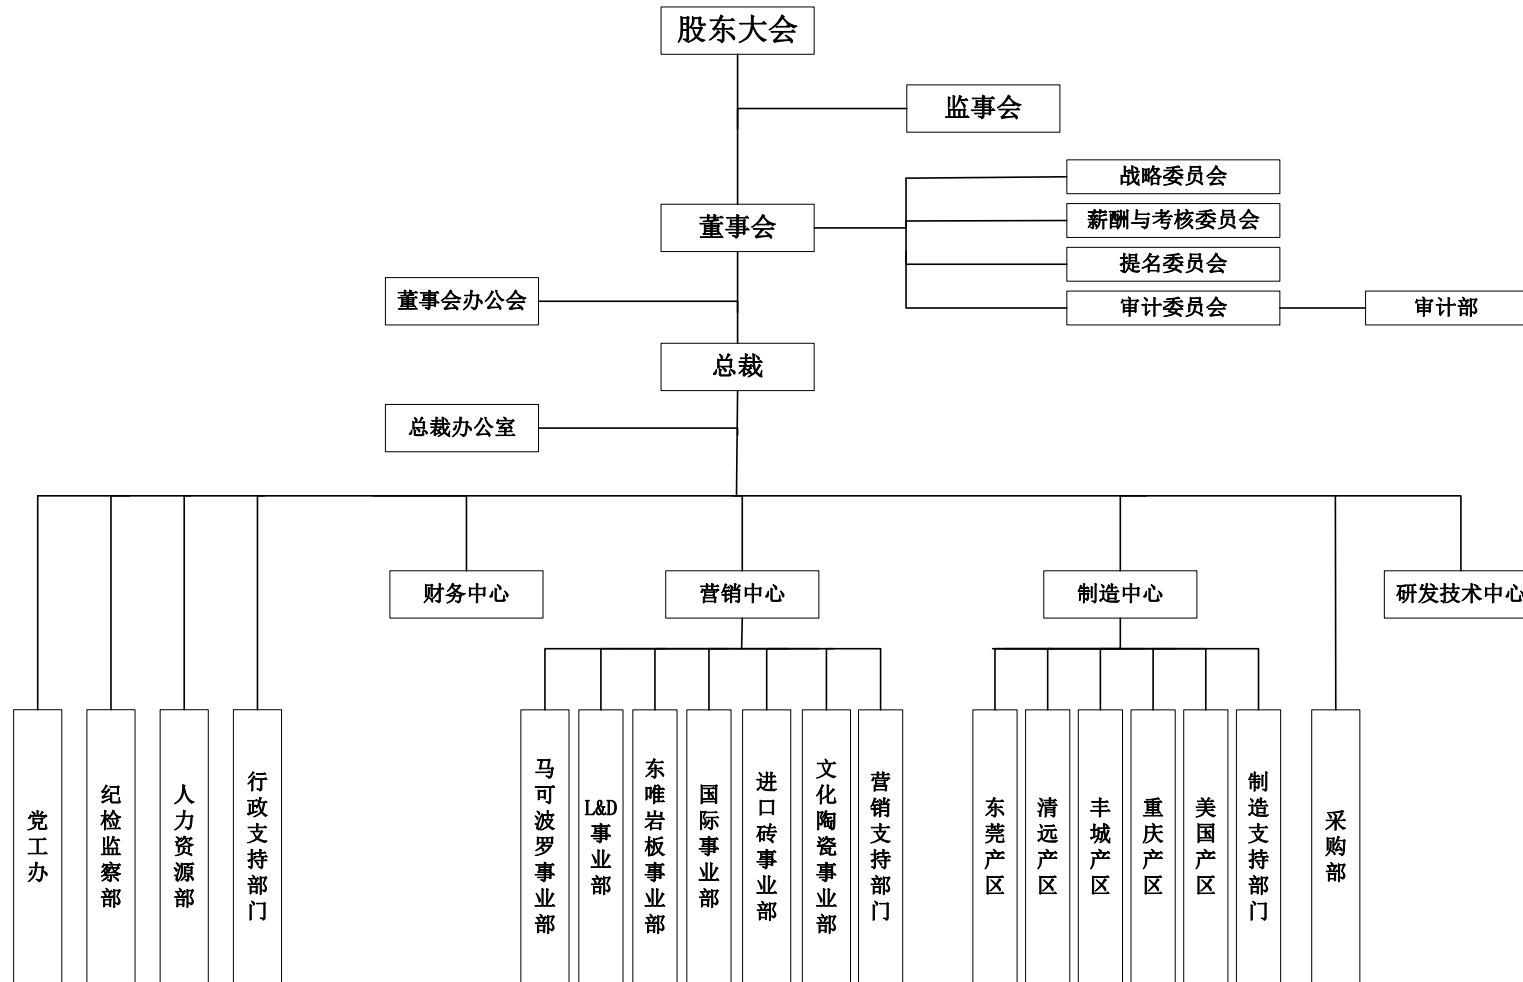 股东大会
监事会
战略委员会
董事会
薪酬与考核委员会
提名委员会
董事会办公会
审计委员会
审计部
总裁
总裁办公室
财务中心
营销中心
制造中心
研发技术中心
党工办
纪检监察部
人力资源部
行政支持部门
马可波罗事业部
L&D事业部
东唯岩板事业部
国际事业部
进口砖事业部
文化陶瓷事业部
营销支持部门
东莞产区
清远产区
丰城产区
重庆产区
美国产区
制造支持部门
采购部